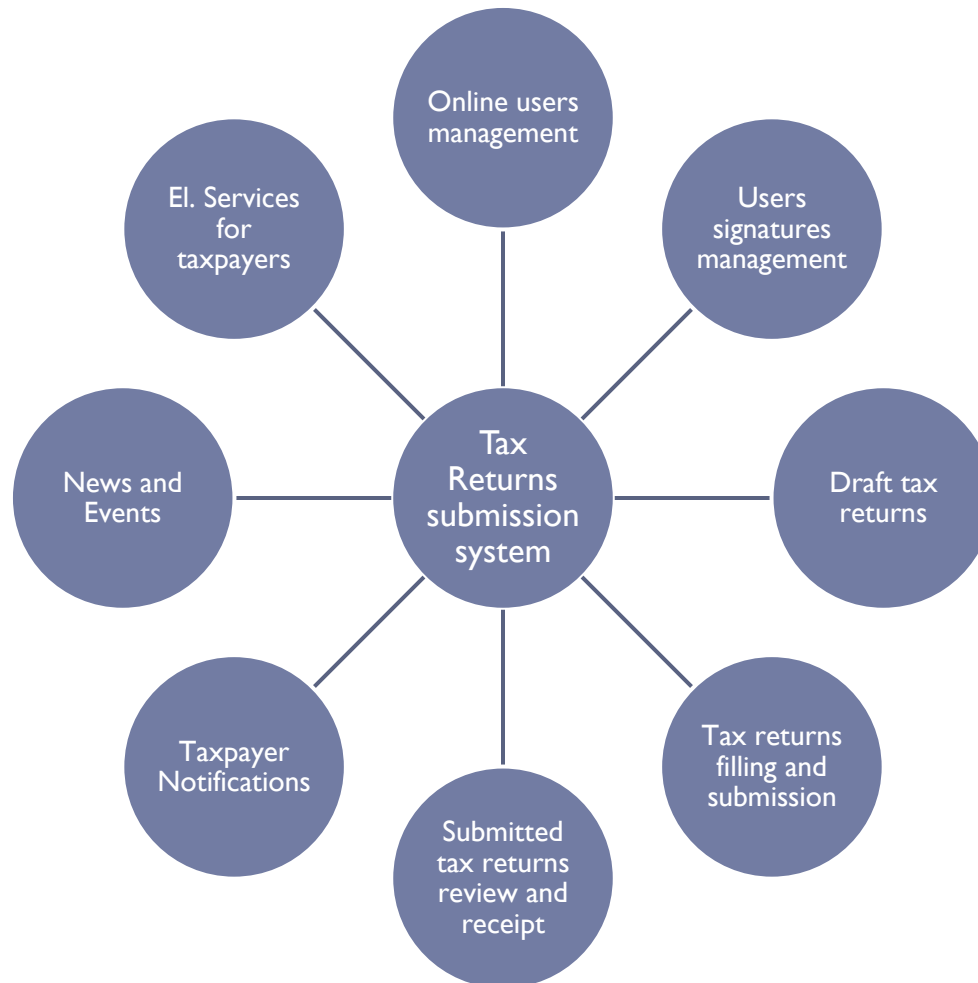 Online users
management
El. Services
for
taxpayers
Users
signatures
management
News and
Events
Tax
Returns
submission
system
Draft tax
returns
Taxpayer
Notifications
Tax returns
filling and
submission
Submitted
tax returns
review and
receipt